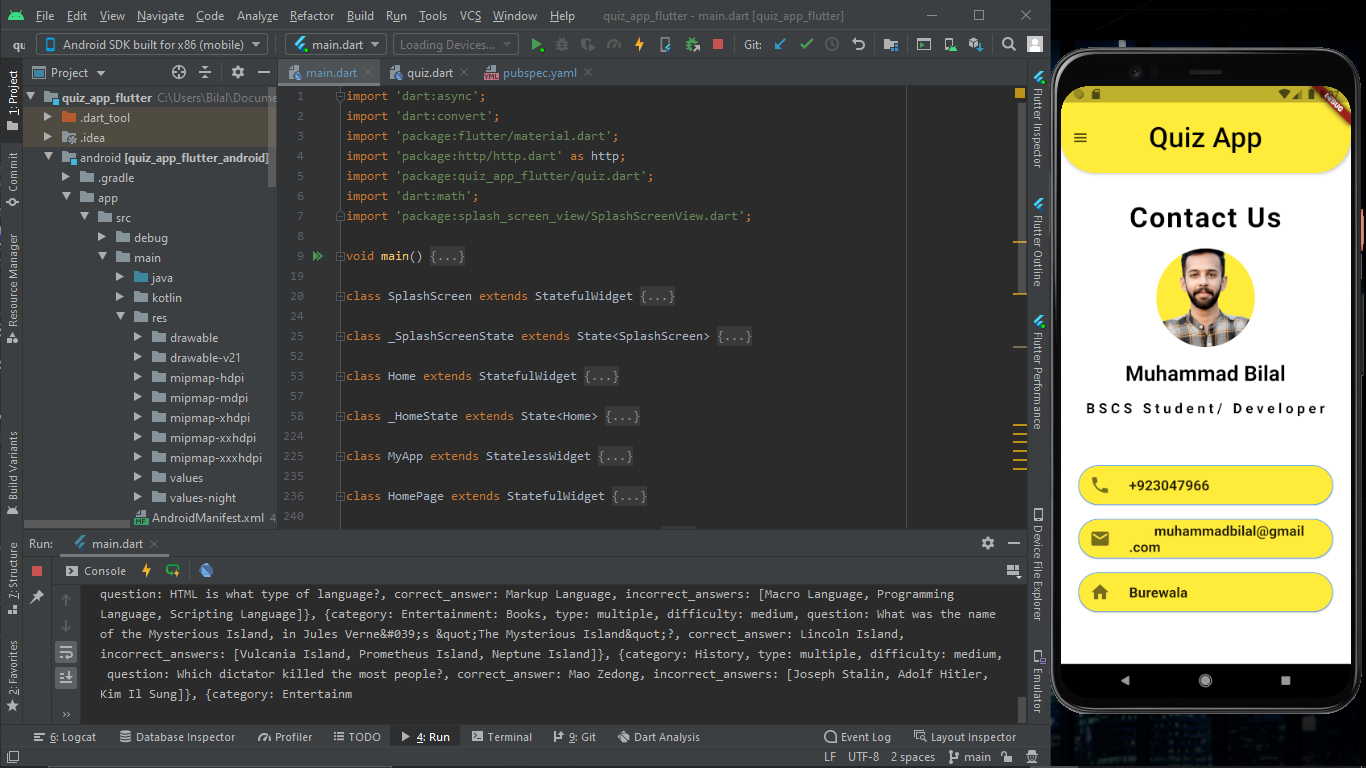 File Edit View Navigate Code Analyze Refactor Build Run Tools VCS Window Help quiz_app_flutter - main.dart [quiz_app_flutter]
qu Android SDK built for x86 (mobile) main.dart Loading Devices... Git:
Project main.dart quiz.dart pubspec.yaml
quiz_app_flutter C:\Users\Bilal\Docume
.dart_tool
.idea
android [quiz_app_flutter_android]
.gradle
app
src
debug
main
java
kotlin
res
drawable
drawable-v21
mipmap-hdpi
mipmap-mdpi
mipmap-xhdpi
mipmap-xxhdpi
mipmap-xxxhdpi
values
values-night
AndroidManifest.xml 4
1: Project
Commit
Resource Manager
Build Variants
7: Structure
2: Favorites
1 import 'dart:async';
2 import 'dart:convert';
3 import 'package:flutter/material.dart';
4 import 'package:http/http.dart' as http;
5 import 'package:quiz_app_flutter/quiz.dart';
6 import 'dart:math';
7 import 'package:splash_screen_view/SplashScreenView.dart';
8
9 void main() {...}
19
20 class SplashScreen extends StatefulWidget {...}
24
25 class _SplashScreenState extends State<SplashScreen> {...}
52
53 class Home extends StatefulWidget {...}
57
58 class _HomeState extends State<Home> {...}
224
225 class MyApp extends StatelessWidget {...}
235
236 class HomePage extends StatefulWidget {...}
240
Flutter Inspector
Flutter Outline
Flutter Performance
Device File Explorer
Emulator
Run: main.dart
Console
question: HTML is what type of language?, correct_answer: Markup Language, incorrect_answers: [Macro Language, Programming
Language, Scripting Language]}, {category: Entertainment: Books, type: multiple, difficulty: medium, question: What was the name
of the Mysterious Island, in Jules Verne&#039;s &quot;The Mysterious Island&quot;?, correct_answer: Lincoln Island,
incorrect_answers: [Vulcania Island, Prometheus Island, Neptune Island]}, {category: History, type: multiple, difficulty: medium,
question: Which dictator killed the most people?, correct_answer: Mao Zedong, incorrect_answers: [Joseph Stalin, Adolf Hitler,
Kim Il Sung]}, {category: Entertainm
6: Logcat Database Inspector Profiler TODO 4: Run Terminal 9: Git Dart Analysis Event Log Layout Inspector
LF UTF-8 2 spaces main
DEBUG
Quiz App
Contact Us
Muhammad Bilal
BSCS Student/ Developer
+923047966
muhammadbilal@gmail
.com
Burewala